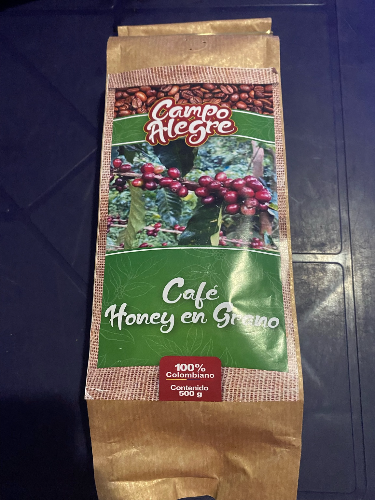 Campo
Alegre
Café
Honey en Grano
100%
Colombiano
Contenido
500 g